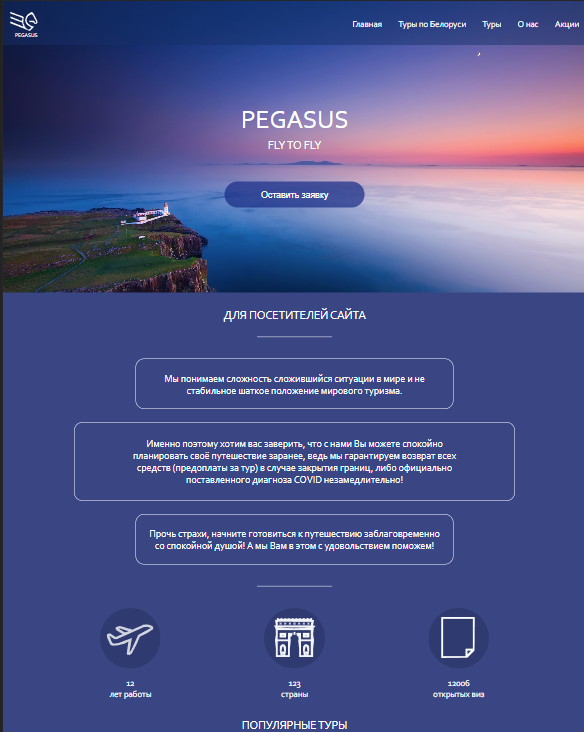 PEGASUS
Главная Туры по Белоруси Туры О нас Акции
PEGASUS
FLY TO FLY
Оставить заявку
ДЛЯ ПОСЕТИТЕЛЕЙ САЙТА
Мы понимаем сложность сложившийся ситуации в мире и не
стабильное шаткое положение мирового туризма.
Именно поэтому хотим вас заверить, что с нами Вы можете спокойно
планировать своё путешествие заранее, ведь мы гарантируем возврат всех
средств (предоплаты за тур) в случае закрытия границ, либо официально
поставленного диагноза COVID незамедлительно!
Прочь страхи, начните готовиться к путешествию заблаговременно
со спокойной душой! А мы Вам в этом с удовольствием поможем!
12
лет работы
123
страны
12006
открытых виз
ПОПУЛЯРНЫЕ ТУРЫ